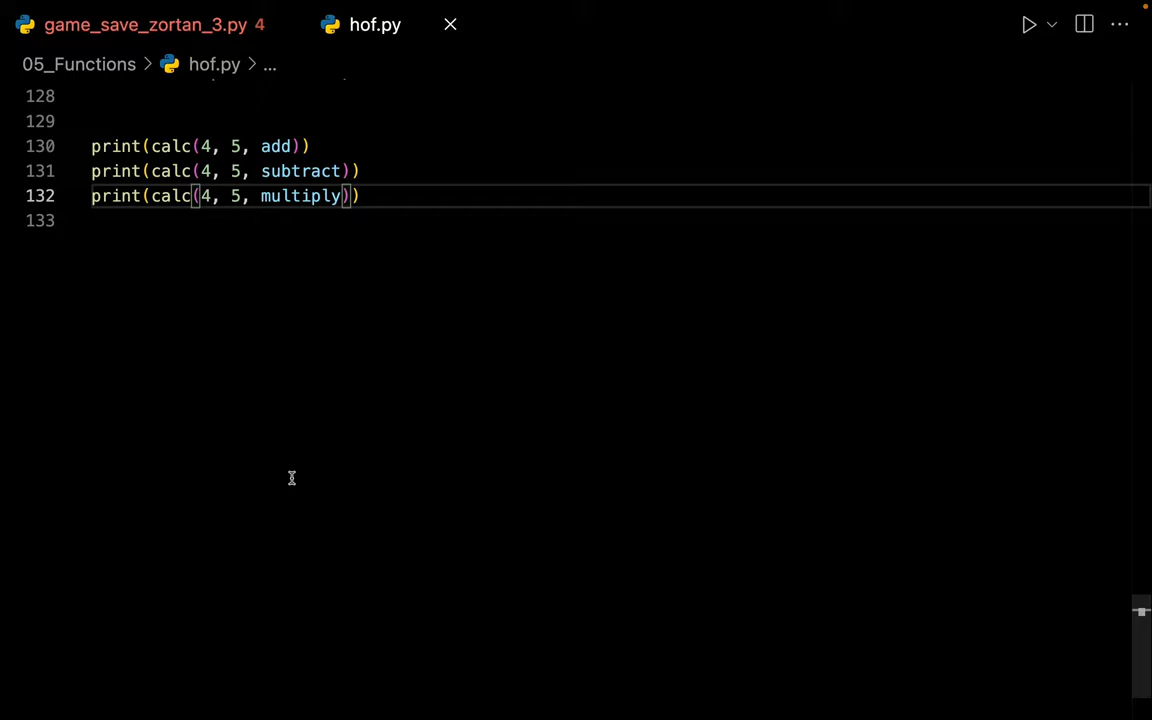 game_save_zortan_3.py 4 hof.py
05_Functions > hof.py > ...
128
129
130 print(calc(4, 5, add))
131 print(calc(4, 5, subtract))
132 print(calc(4, 5, multiply))
133